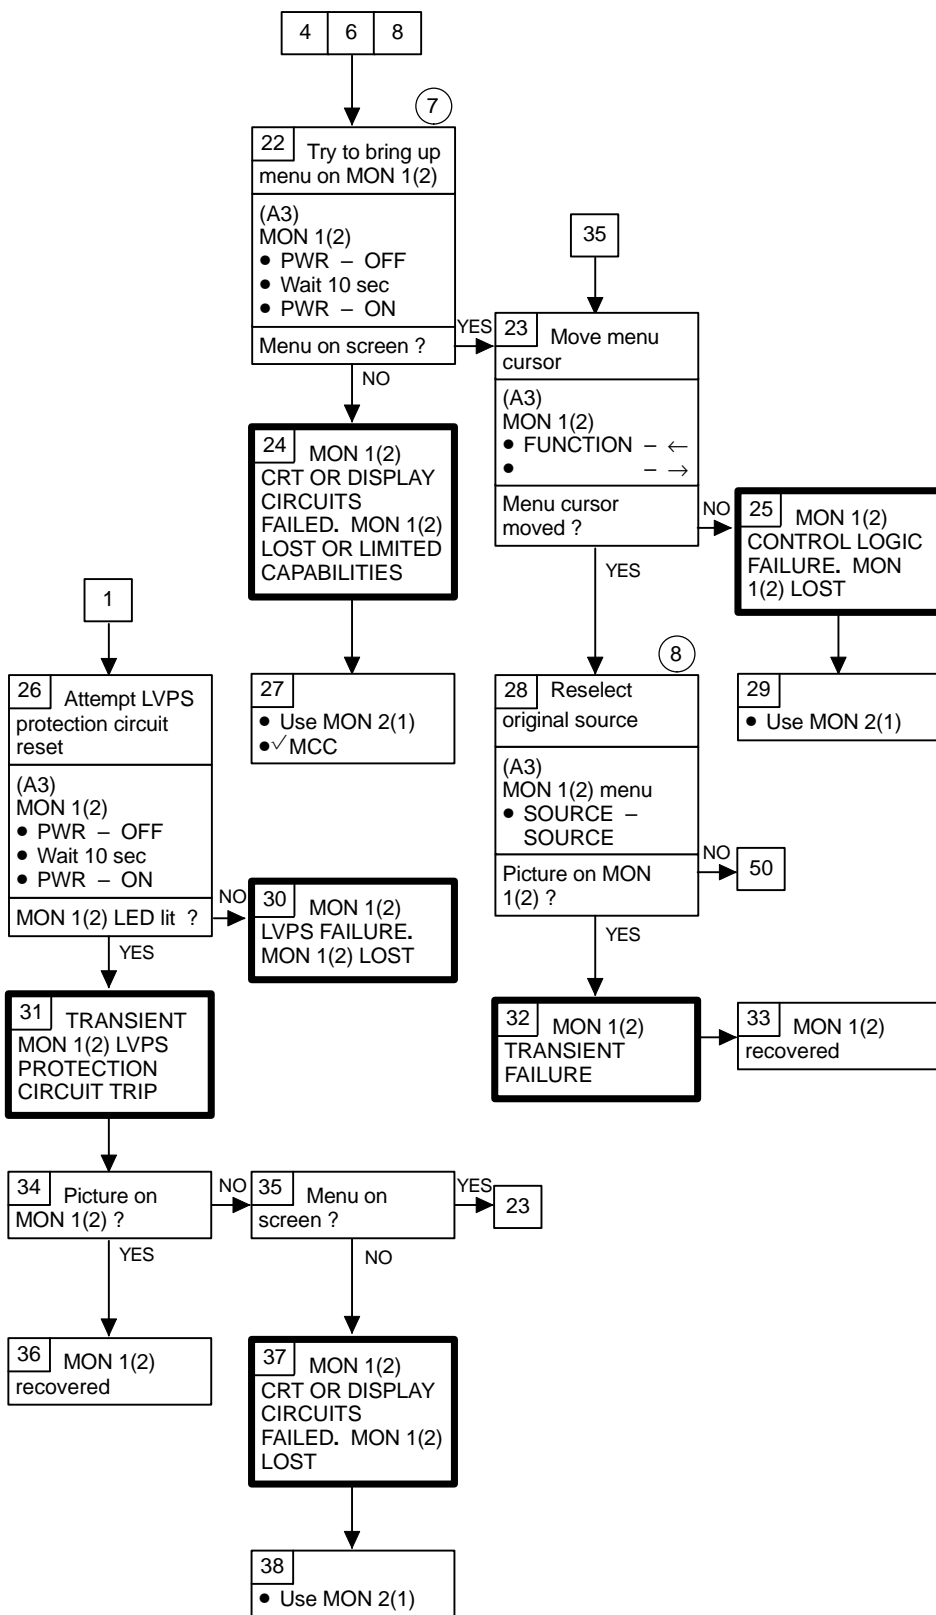 4 6 8
7
22 Try to bring up
menu on MON 1(2)
(A3)
MON 1(2)
● PWR – OFF
● Wait 10 sec
● PWR – ON
Menu on screen ?
YES
NO
35
23 Move menu
cursor
(A3)
MON 1(2)
● FUNCTION – ←
● – →
Menu cursor
moved ?
NO
YES
24 MON 1(2)
CRT OR DISPLAY
CIRCUITS
FAILED. MON 1(2)
LOST OR LIMITED
CAPABILITIES
25 MON 1(2)
CONTROL LOGIC
FAILURE. MON
1(2) LOST
1
26 Attempt LVPS
protection circuit
reset
(A3)
MON 1(2)
● PWR – OFF
● Wait 10 sec
● PWR – ON
MON 1(2) LED lit ?
NO
YES
27
● Use MON 2(1)
●✓MCC
8
28 Reselect
original source
(A3)
MON 1(2) menu
● SOURCE –
SOURCE
Picture on MON
1(2) ?
NO
50
YES
29
● Use MON 2(1)
30 MON 1(2)
LVPS FAILURE.
MON 1(2) LOST
31 TRANSIENT
MON 1(2) LVPS
PROTECTION
CIRCUIT TRIP
32 MON 1(2)
TRANSIENT
FAILURE
33 MON 1(2)
recovered
34 Picture on
MON 1(2) ?
NO
YES
35 Menu on
screen ?
YES
23
NO
36 MON 1(2)
recovered
37 MON 1(2)
CRT OR DISPLAY
CIRCUITS
FAILED. MON 1(2)
LOST
38
● Use MON 2(1)